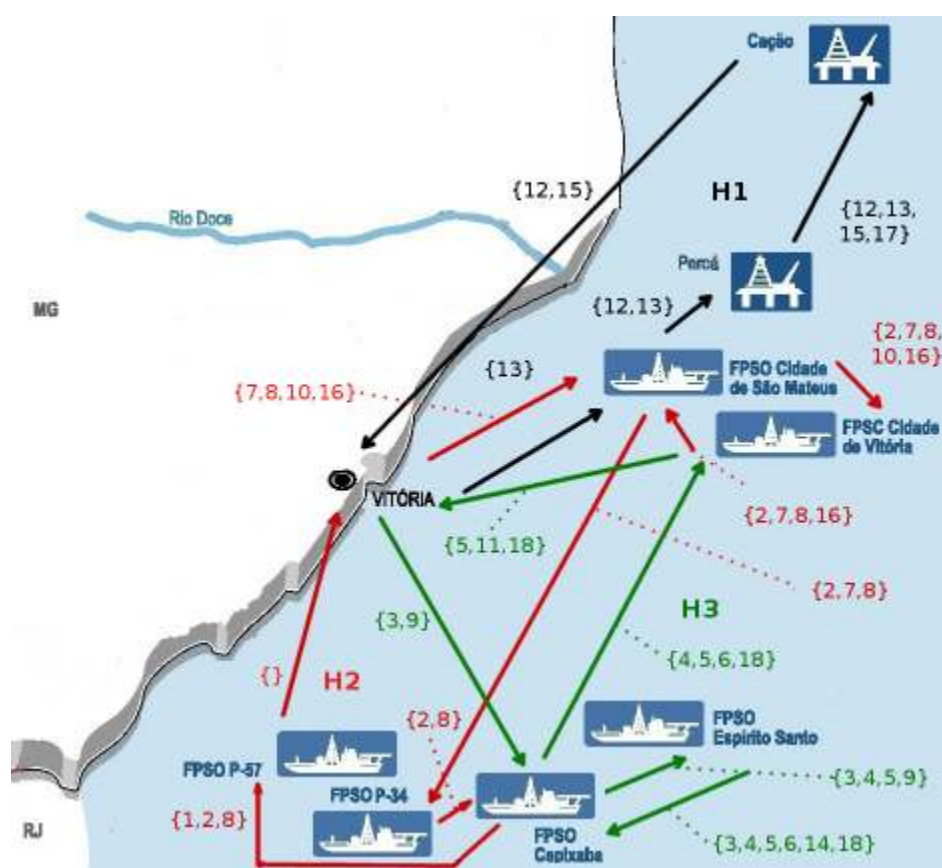 Cação
{12,15}
H1
Rio Doce
{12,13,
15,17}
Peroá
MG
{12,13}
{2,7,8,
10,16}
{13}
FPSO Cidade
de São Mateus
{7,8,10,16}
FPSC Cidade
de Vitória
VITÓRIA
{2,7,8,16}
{5,11,18}
{2,7,8}
{3,9}
H3
{4,5,6,18}
{}
H2
{2,8}
FPSO
Espírito Santo
FPSO P-57
{3,4,5,9}
FPSO P-34
{1,2,8}
RJ
FPSO
Capixaba
{3,4,5,6,14,18}